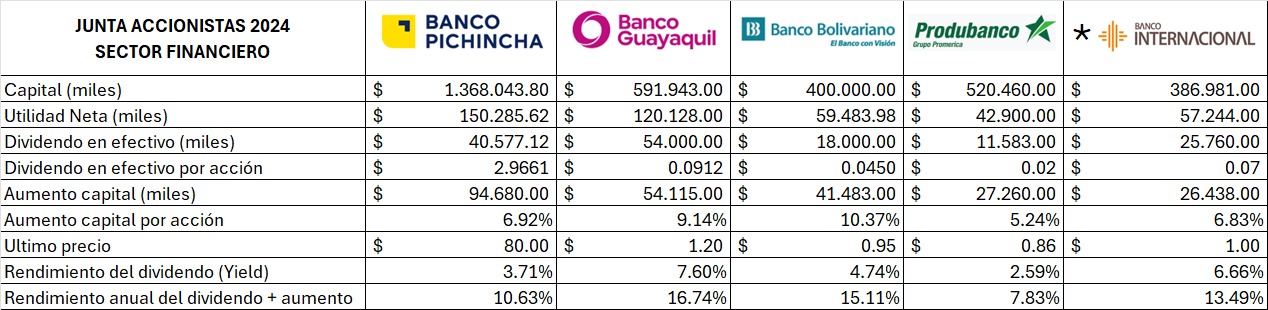 JUNTA ACCIONISTAS 2024
SECTOR FINANCIERO
BANCO
PICHINCHA
Banco
Guayaquil
Banco Bolivariano
El Banco con Visión
Produbanco
Grupo Promerica
* BANCO
INTERNACIONAL
Capital (miles) $ 1.368.043.80 $ 591.943.00 $ 400.000.00 $ 520.460.00 $ 386.981.00
Utilidad Neta (miles) $ 150.285.62 $ 120.128.00 $ 59.483.98 $ 42.900.00 $ 57.244.00
Dividendo en efectivo (miles) $ 40.577.12 $ 54.000.00 $ 18.000.00 $ 11.583.00 $ 25.760.00
Dividendo en efectivo por acción $ 2.9661 $ 0.0912 $ 0.0450 $ 0.02 $ 0.07
Aumento capital (miles) $ 94.680.00 $ 54.115.00 $ 41.483.00 $ 27.260.00 $ 26.438.00
Aumento capital por acción 6.92% 9.14% 10.37% 5.24% 6.83%
Ultimo precio $ 80.00 $ 1.20 $ 0.95 $ 0.86 $ 1.00
Rendimiento del dividendo (Yield) 3.71% 7.60% 4.74% 2.59% 6.66%
Rendimiento anual del dividendo + aumento 10.63% 16.74% 15.11% 7.83% 13.49%